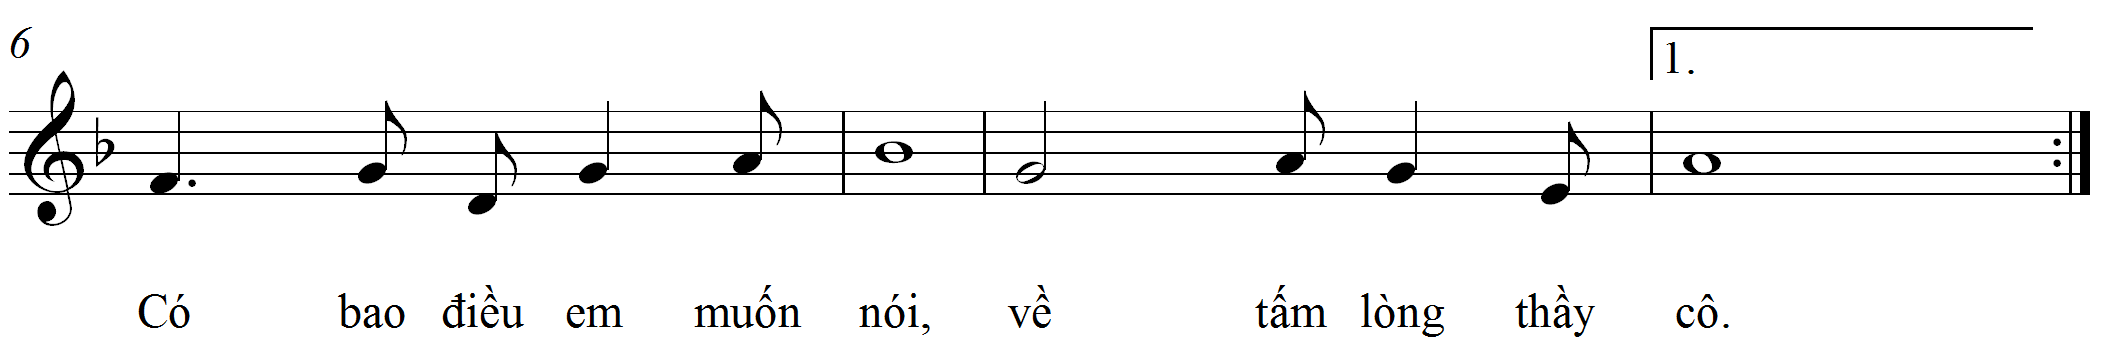 6
1.
Có bao điều em muốn nói, về tấm lòng thầy cô.